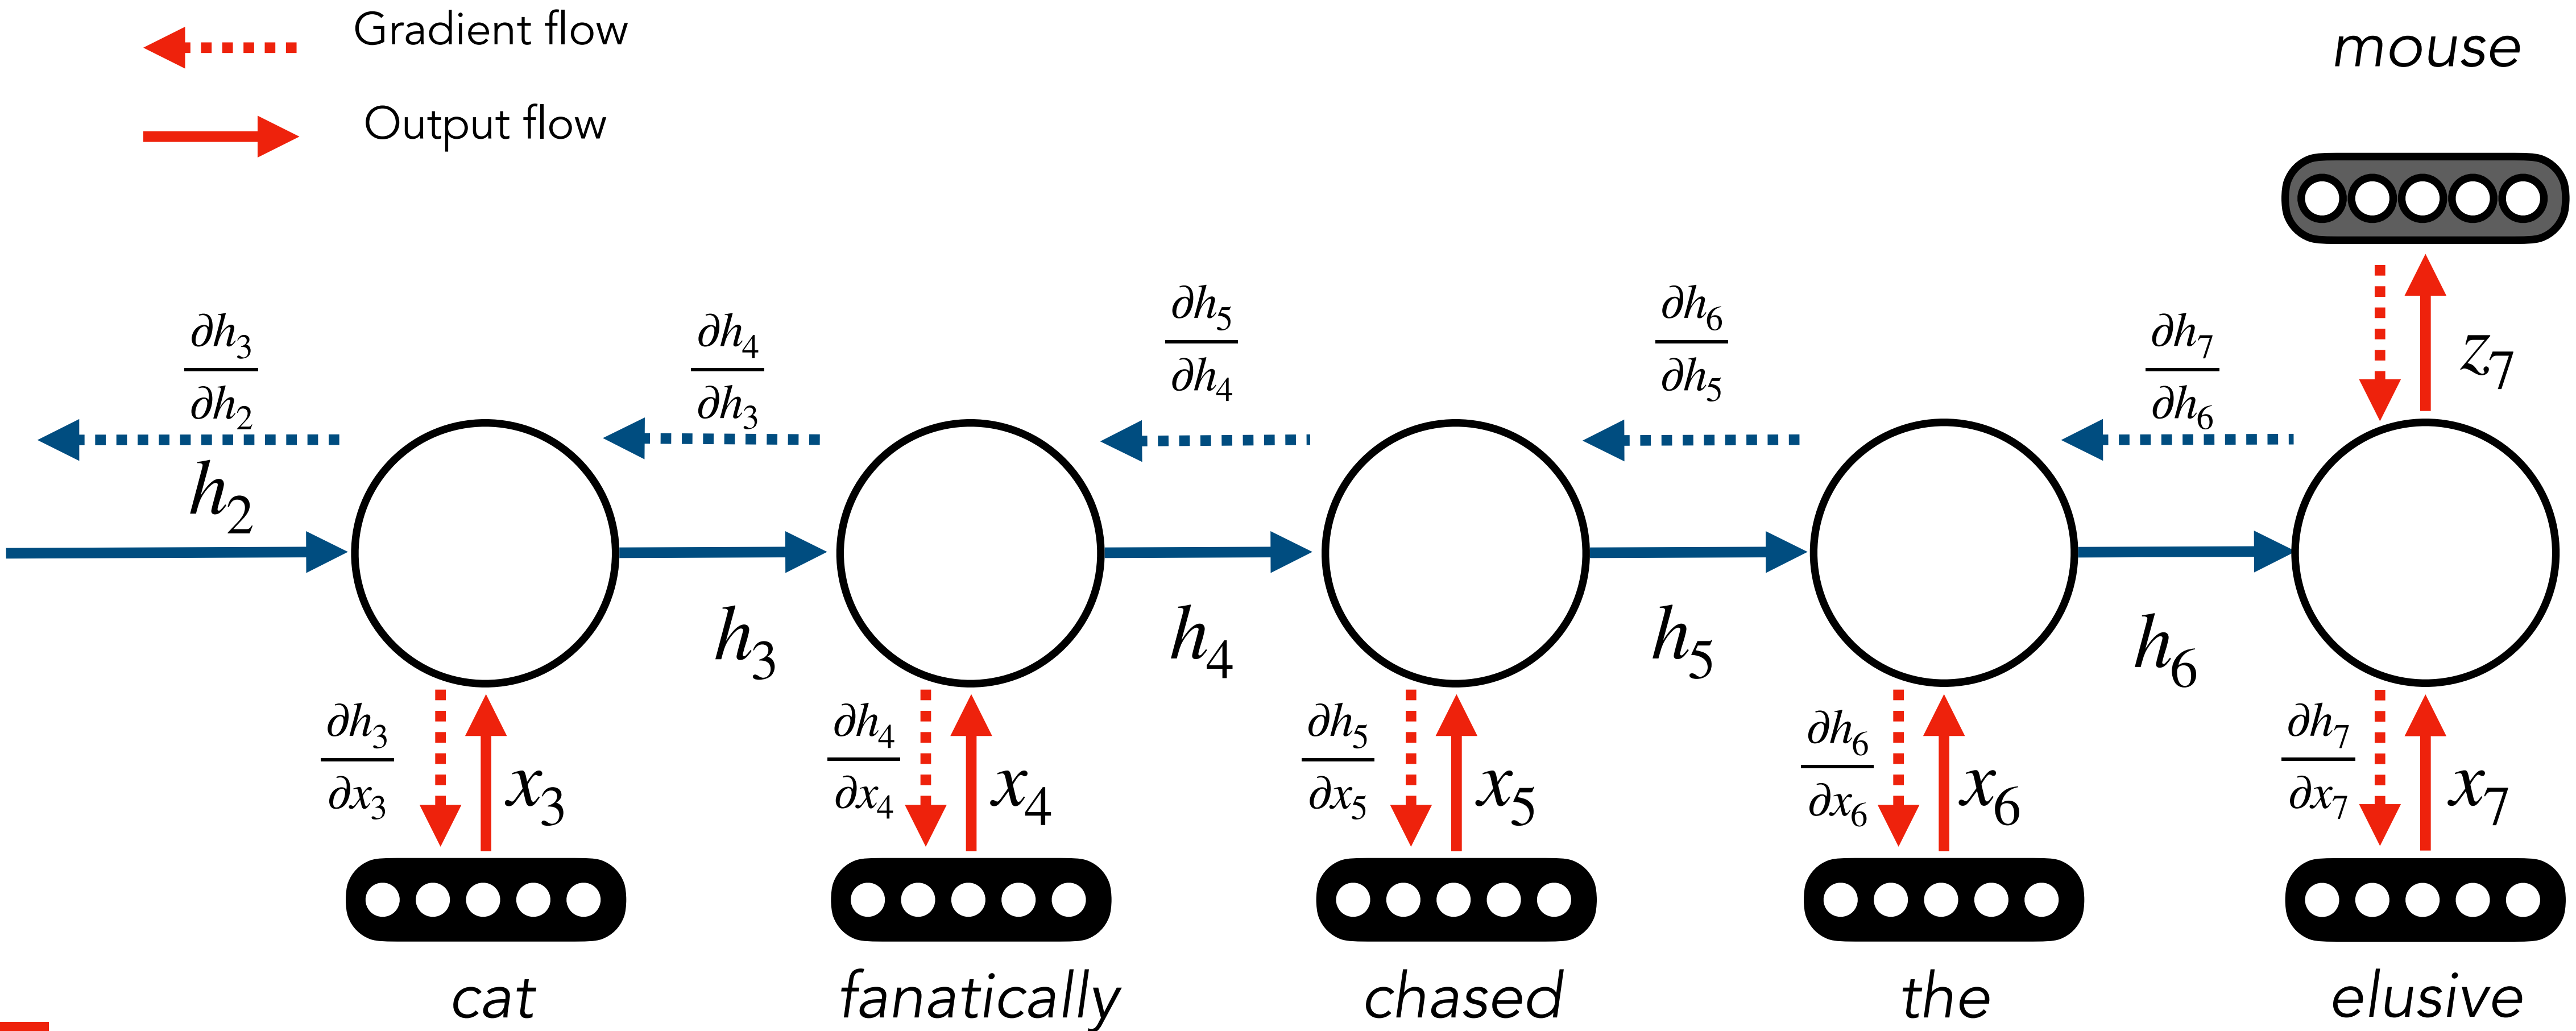 Gradient flow
Output flow
mouse
∂h₃/∂h₂
∂h₄/∂h₃
∂h₅/∂h₄
∂h₆/∂h₅
∂h₇/∂h₆
z₇
h₂
h₃
h₄
h₅
h₆
∂h₃/∂x₃
x₃
∂h₄/∂x₄
x₄
∂h₅/∂x₅
x₅
∂h₆/∂x₆
x₆
∂h₇/∂x₇
x₇
cat
fanatically
chased
the
elusive